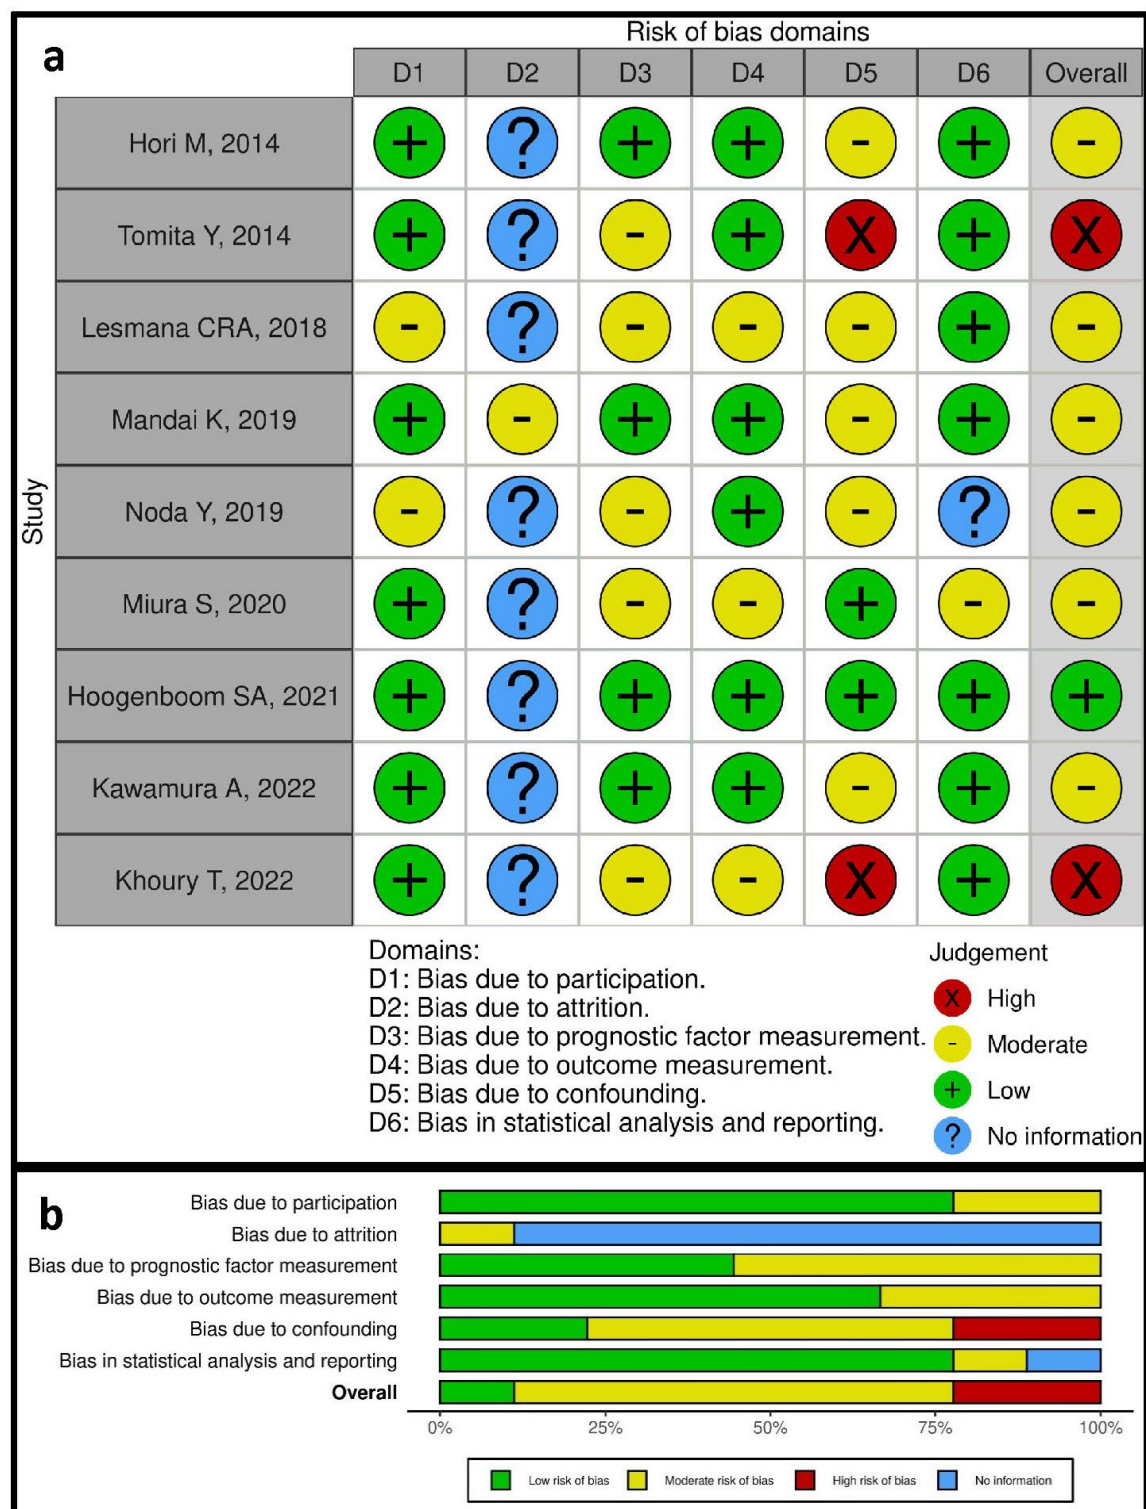 a
Risk of bias domains
D1 D2 D3 D4 D5 D6 Overall
Study
Hori M, 2014 + ? + + - + -
Tomita Y, 2014 + ? - + X + X
Lesmana CRA, 2018 - ? - - - + -
Mandai K, 2019 + - + + - + -
Noda Y, 2019 - ? - + - ? -
Miura S, 2020 + ? - - + - -
Hoogenboom SA, 2021 + ? + + + + +
Kawamura A, 2022 + ? + + - + -
Khoury T, 2022 + ? - - X + X
Domains:
D1: Bias due to participation.
D2: Bias due to attrition.
D3: Bias due to prognostic factor measurement.
D4: Bias due to outcome measurement.
D5: Bias due to confounding.
D6: Bias in statistical analysis and reporting.
Judgement
X High
- Moderate
+ Low
? No information
b
Bias due to participation
Bias due to attrition
Bias due to prognostic factor measurement
Bias due to outcome measurement
Bias due to confounding
Bias in statistical analysis and reporting
Overall
0% 25% 50% 75% 100%
Low risk of bias Moderate risk of bias High risk of bias No information